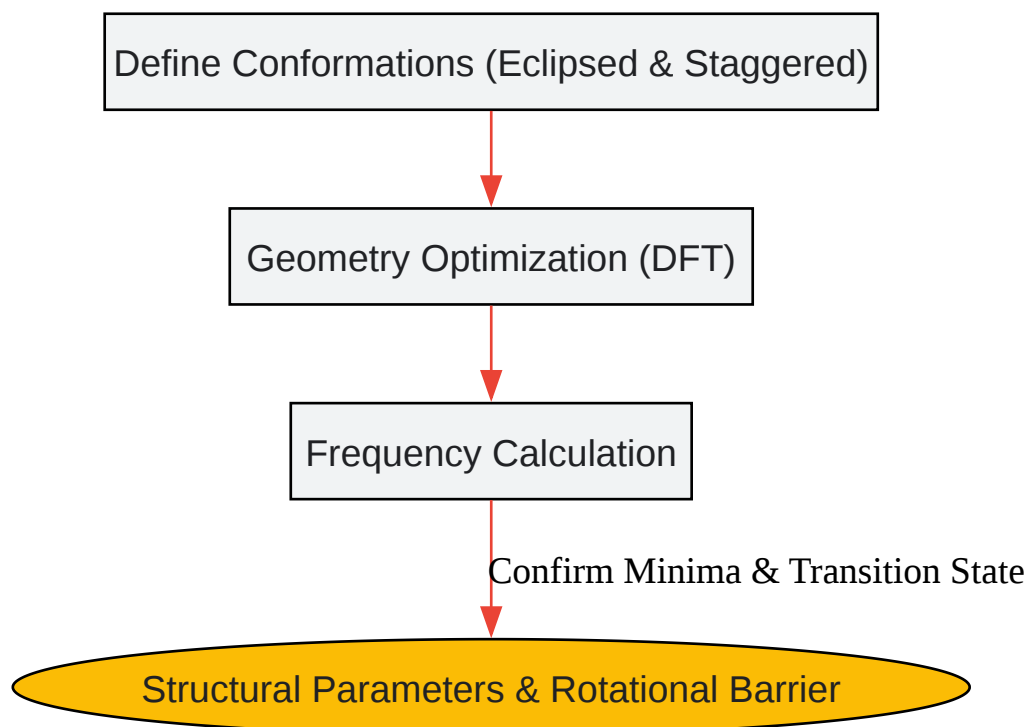 Define Conformations (Eclipsed & Staggered)
Geometry Optimization (DFT)
Frequency Calculation
Confirm Minima & Transition State
Structural Parameters & Rotational Barrier